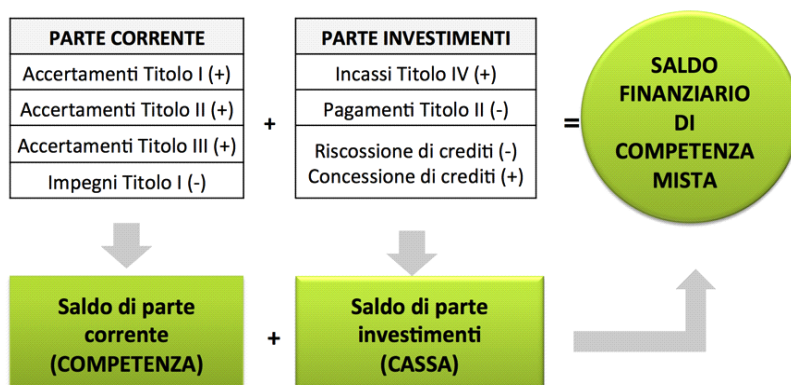 PARTE CORRENTE
Accertamenti Titolo I (+)
Accertamenti Titolo II (+)
Accertamenti Titolo III (+)
Impegni Titolo I (-)
+
PARTE INVESTIMENTI
Incassi Titolo IV (+)
Pagamenti Titolo II (-)
Riscossione di crediti (-)
Concessione di crediti (+)
=
SALDO
FINANZIARIO
DI
COMPETENZA
MISTA
Saldo di parte
corrente
(COMPETENZA)
+
Saldo di parte
investimenti
(CASSA)